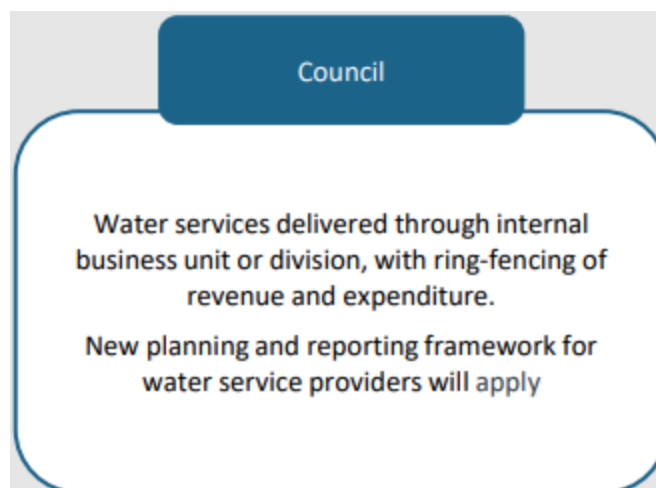 Council
Water services delivered through internal
business unit or division, with ring-fencing of
revenue and expenditure.
New planning and reporting framework for
water service providers will apply